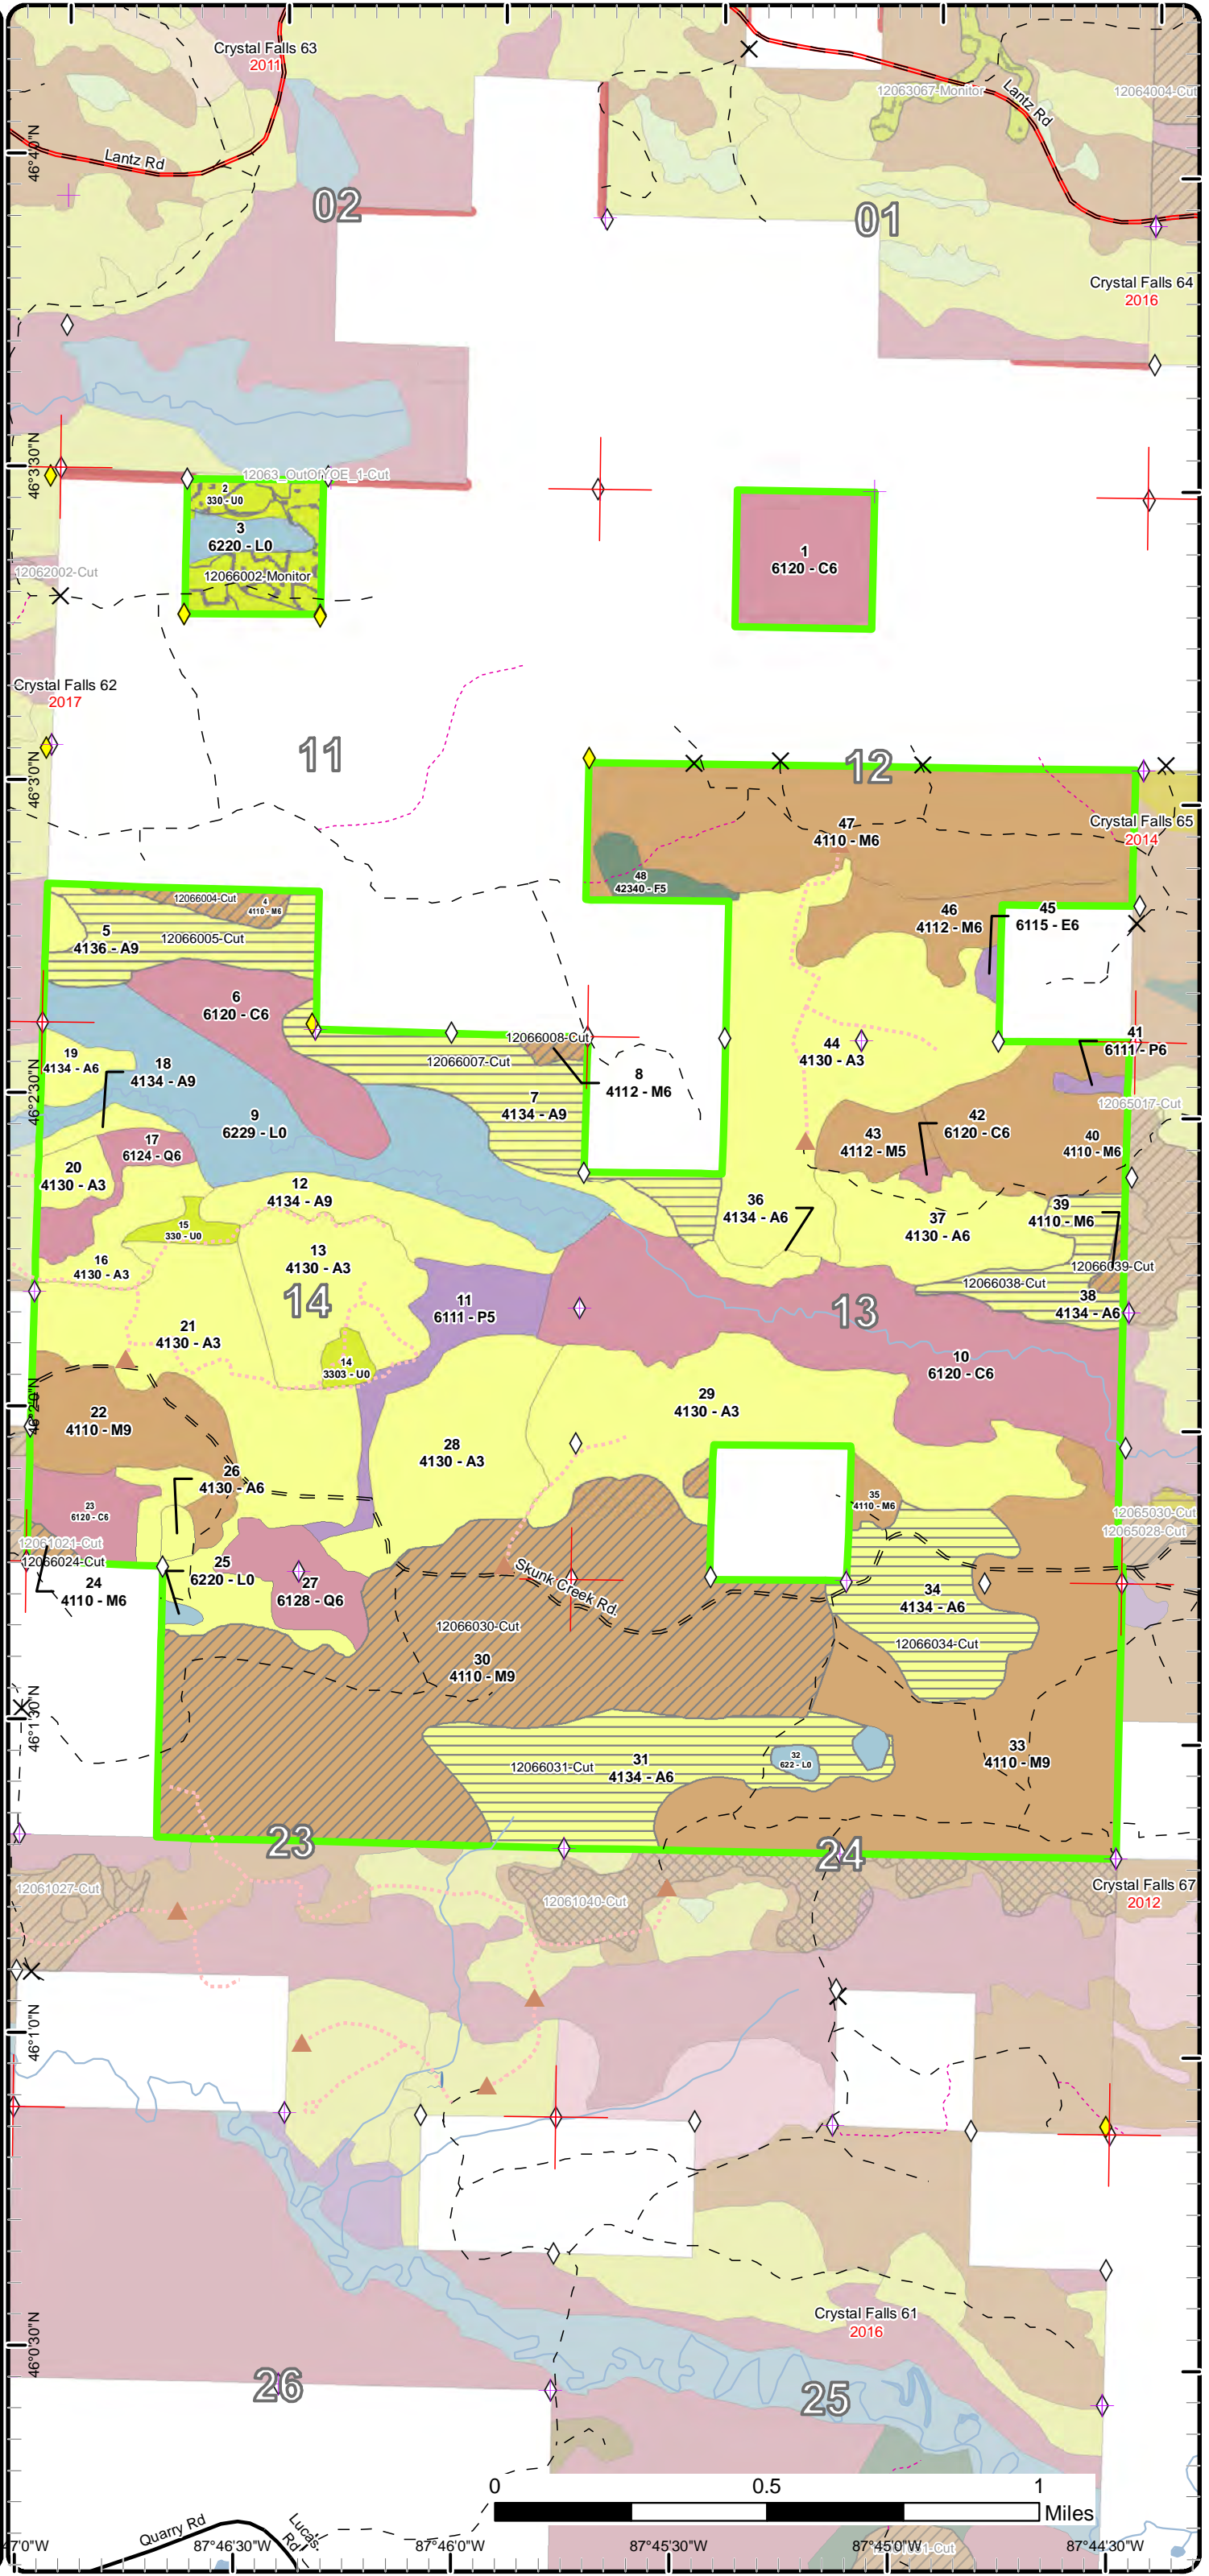 Crystal Falls 63
2011
12063067-Monitor
Lantz Rd
12064004-Cut
46°4'0"N
Lantz Rd
02
01
Crystal Falls 64
2016
46°3'30"N
12063_OutOfYOE_1-Cut
2
330 - U0
3
6220 - L0
12066002-Monitor
1
6120 - C6
12062002-Cut
Crystal Falls 62
2017
11
12
46°3'0"N
Crystal Falls 65
2014
47
4110 - M6
48
42340 - F5
12066004-Cut
4
4110 - M6
5
4136 - A9
12066005-Cut
46
4112 - M6
45
6115 - E6
6
6120 - C6
12066008-Cut
41
6111 - P6
44
4130 - A3
19
4134 - A6
18
4134 - A9
12066007-Cut
8
4112 - M6
46°2'30"N
7
4134 - A9
12065017-Cut
9
6229 - L0
42
6120 - C6
43
4112 - M5
40
4110 - M6
17
6124 - Q6
20
4130 - A3
12
4134 - A9
36
4134 - A6
39
4110 - M6
15
330 - U0
37
4130 - A6
16
4130 - A3
13
4130 - A3
12066039-Cut
12066038-Cut
14
11
6111 - P5
13
38
4134 - A6
21
4130 - A3
14
3303 - U0
10
6120 - C6
46°2'0"N
29
4130 - A3
22
4110 - M9
28
4130 - A3
26
4130 - A6
35
4110 - M6
23
6120 - C6
12065030-Cut
12065028-Cut
12061021-Cut
12066024-Cut
24
4110 - M6
25
6220 - L0
27
6128 - Q6
Skunk Creek Rd.
34
4134 - A6
12066030-Cut
12066034-Cut
30
4110 - M9
46°1'30"N
33
4110 - M9
31
4134 - A6
12066031-Cut
32
622 - L0
23
24
12061027-Cut
12061040-Cut
Crystal Falls 67
2012
46°1'0"N
Crystal Falls 61
2016
46°0'30"N
26
25
0
0.5
1
Miles
Quarry Rd
Lucas Rd
47'0"W
87°46'30"W
87°46'0"W
87°45'30"W
87°45'0"W
87°44'30"W